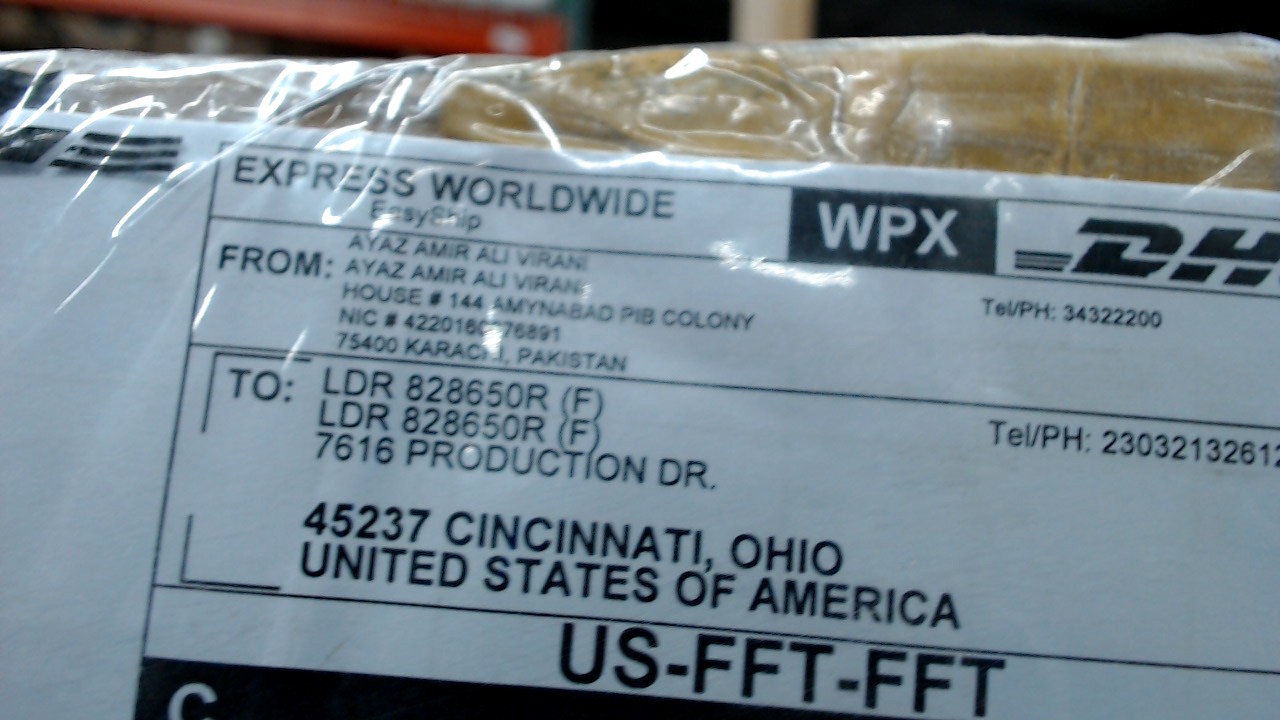 EXPRESS WORLDWIDE
EasyShip
WPX
FROM:
AYAZ AMIR ALI VIRANI
AYAZ AMIR ALI VIRANI
HOUSE # 144 AMYNABAD PIB COLONY
NIC #
75400 KARACHI, PAKISTAN
Tel/PH: 34322200
TO:
LDR 828650R (F)
LDR 828650R (F)
7616 PRODUCTION DR.
Tel/PH: 23032132612
45237 CINCINNATI, OHIO
UNITED STATES OF AMERICA
US-FFT-FFT
C